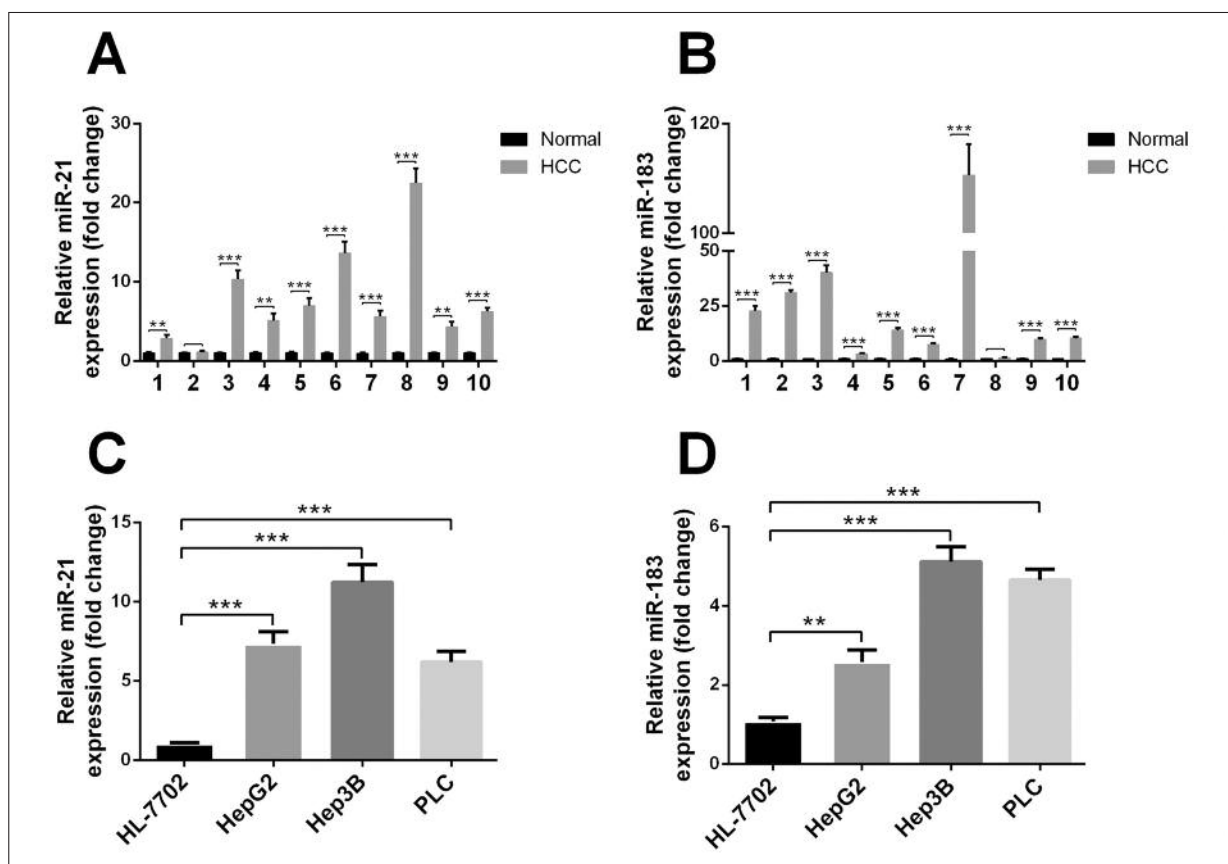 A
Relative miR-21
expression (fold change)
30
20
10
0
** *** ** *** *** *** *** ** ***
1 2 3 4 5 6 7 8 9 10
Normal
HCC
B
Relative miR-183
expression (fold change)
120
100
50
25
0
*** *** *** *** *** *** *** *** ***
1 2 3 4 5 6 7 8 9 10
Normal
HCC
C
Relative miR-21
expression (fold change)
15
10
5
0
***
***
***
HL-7702 HepG2 Hep3B PLC
D
Relative miR-183
expression (fold change)
6
4
2
0
***
***
**
HL-7702 HepG2 Hep3B PLC